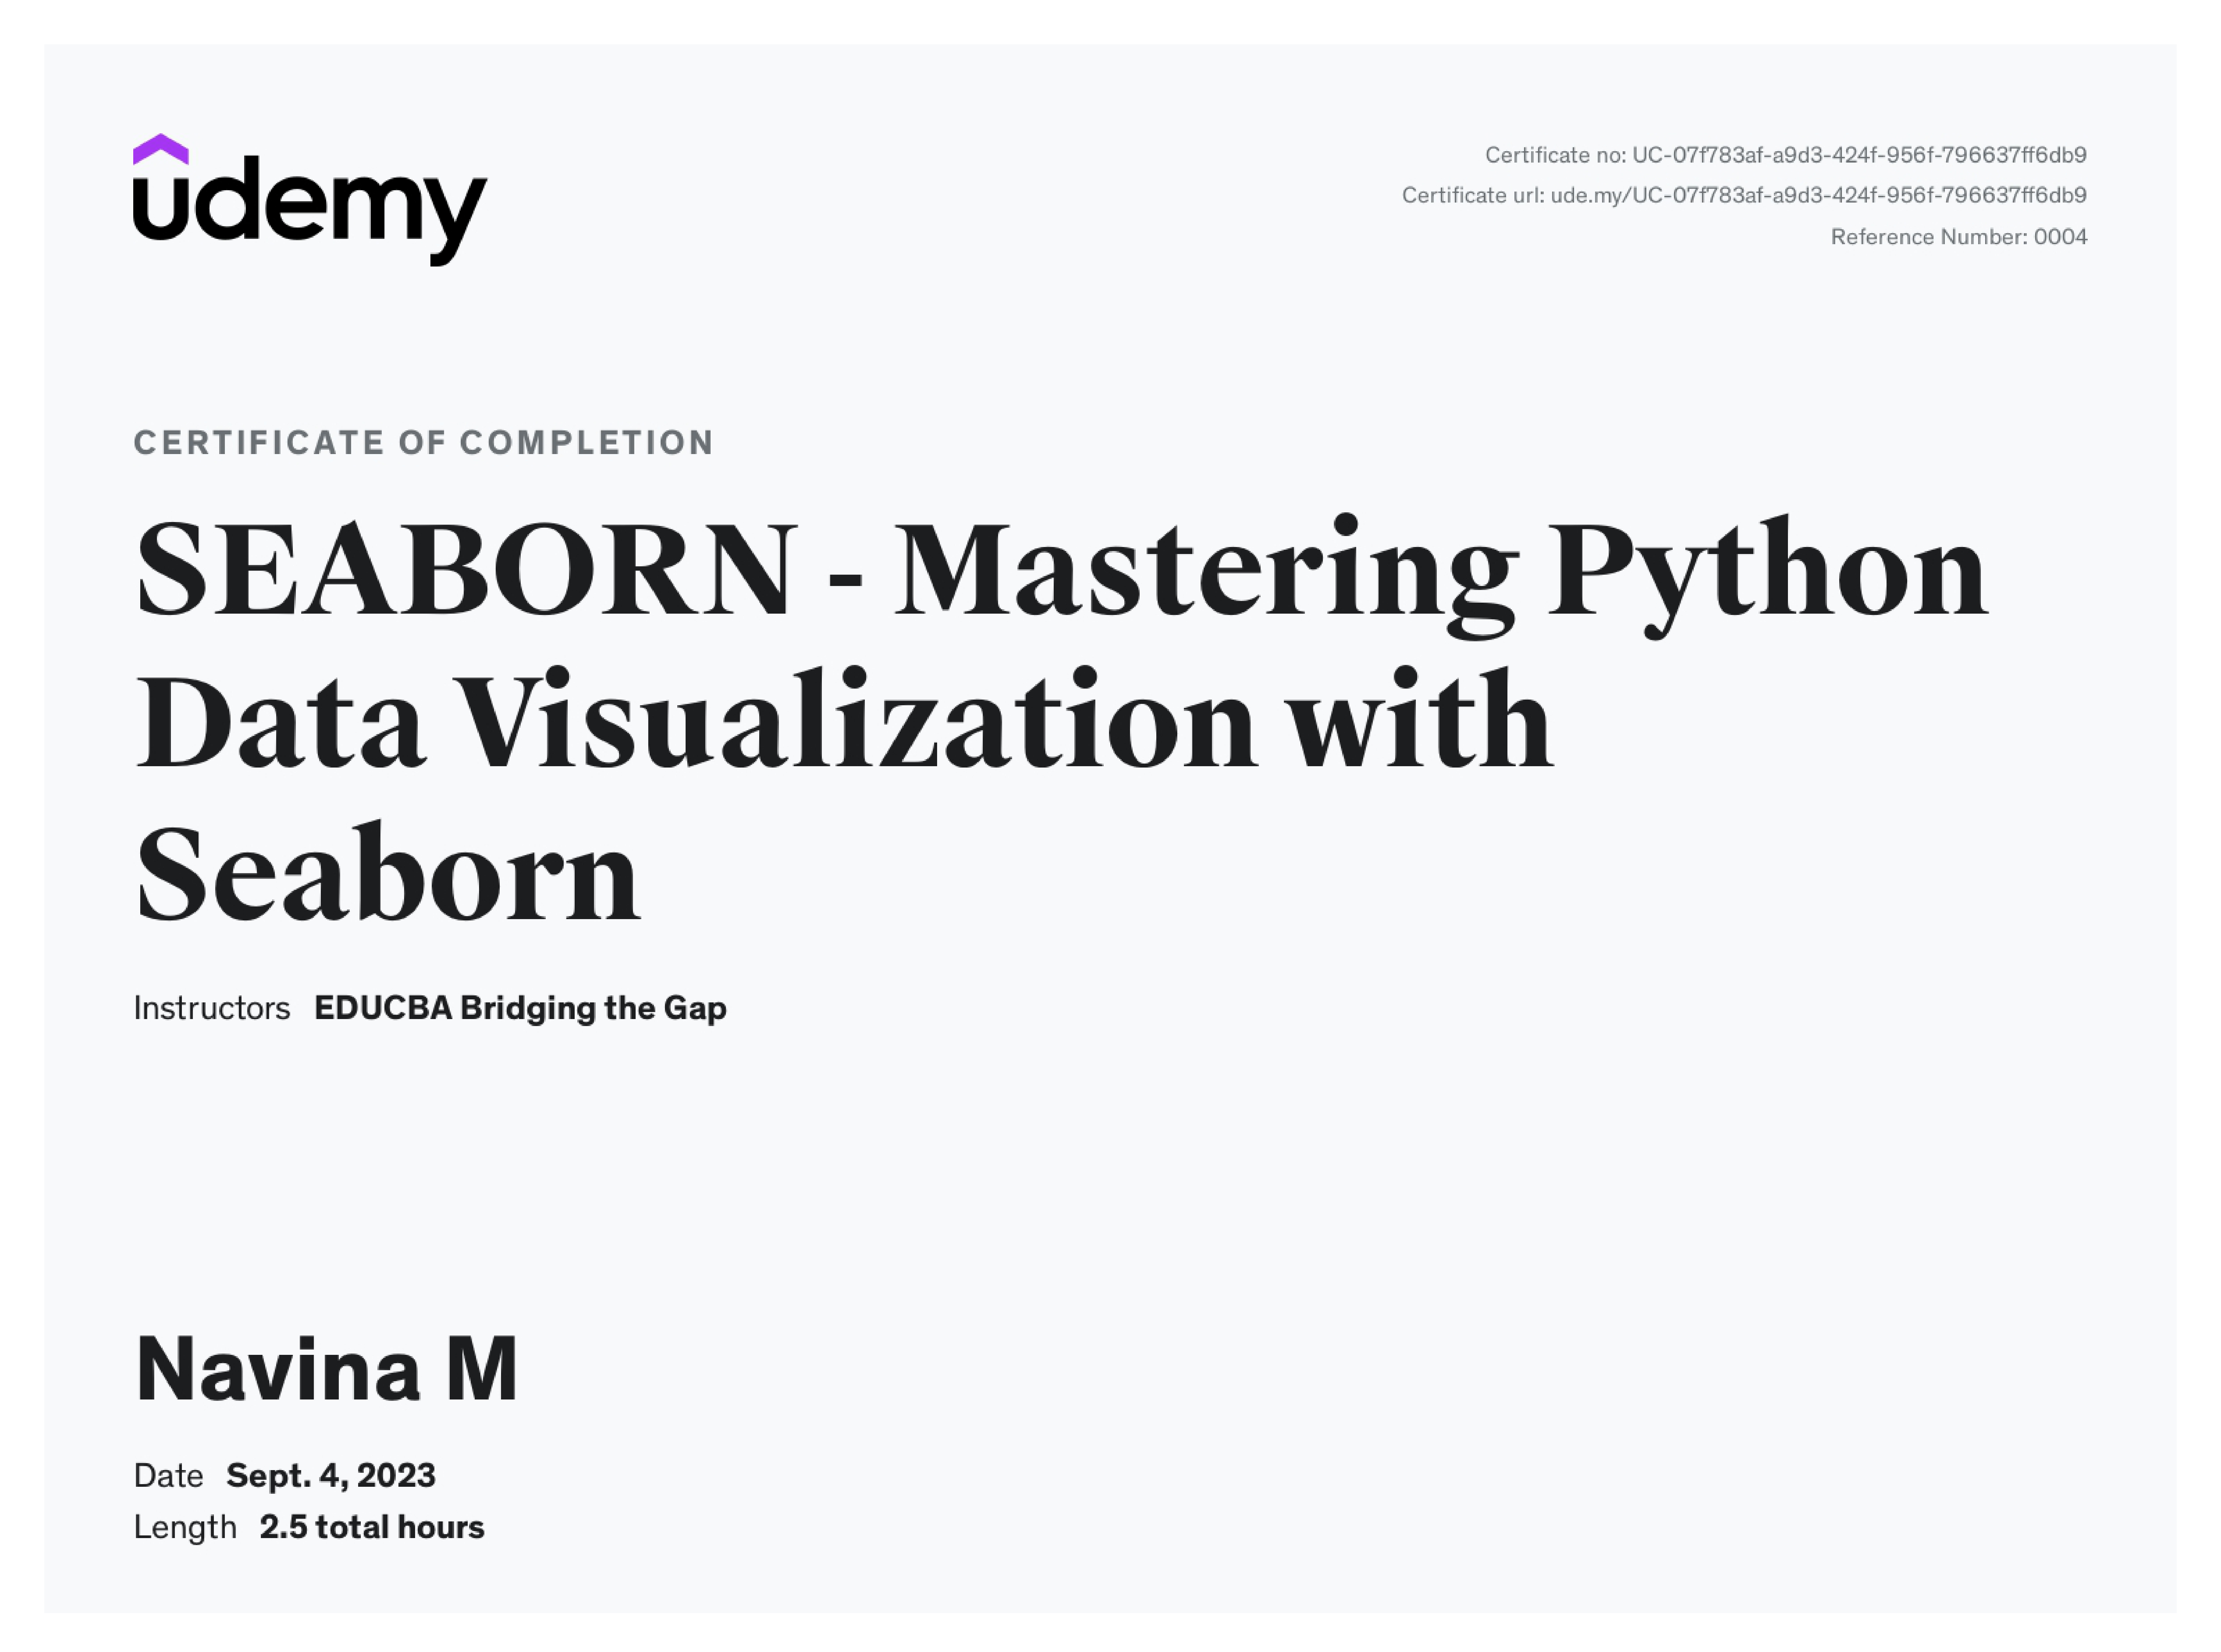 udemy
Certificate no: UC-07f783af-a9d3-424f-956f-796637ff6db9
Certificate url: ude.my/UC-07f783af-a9d3-424f-956f-796637ff6db9
Reference Number: 0004
CERTIFICATE OF COMPLETION
SEABORN - Mastering Python
Data Visualization with
Seaborn
Instructors EDUCBA Bridging the Gap
Navina M
Date Sept. 4, 2023
Length 2.5 total hours